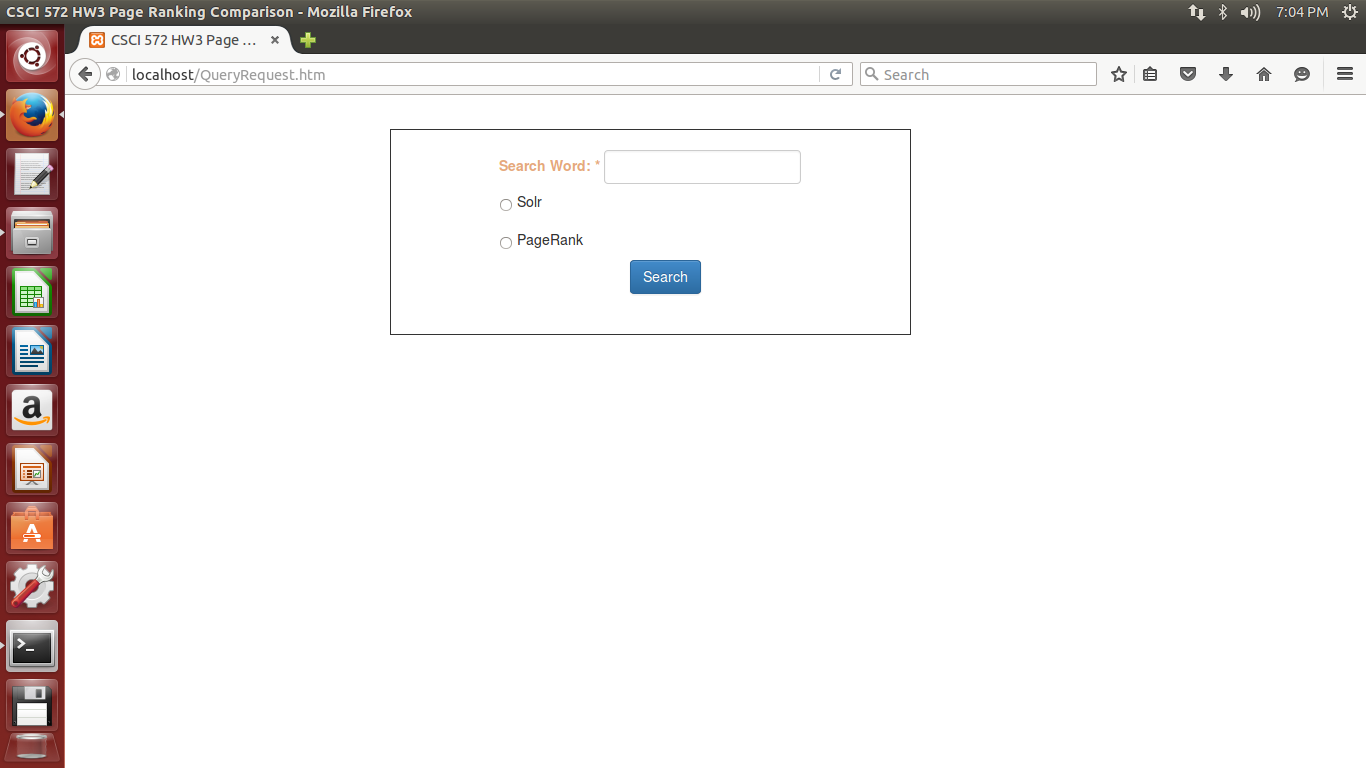 CSCI 572 HW3 Page Ranking Comparison - Mozilla Firefox
7:04 PM
CSCI 572 HW3 Page ...
localhost/QueryRequest.htm
Search
Search Word: *
Solr
PageRank
Search